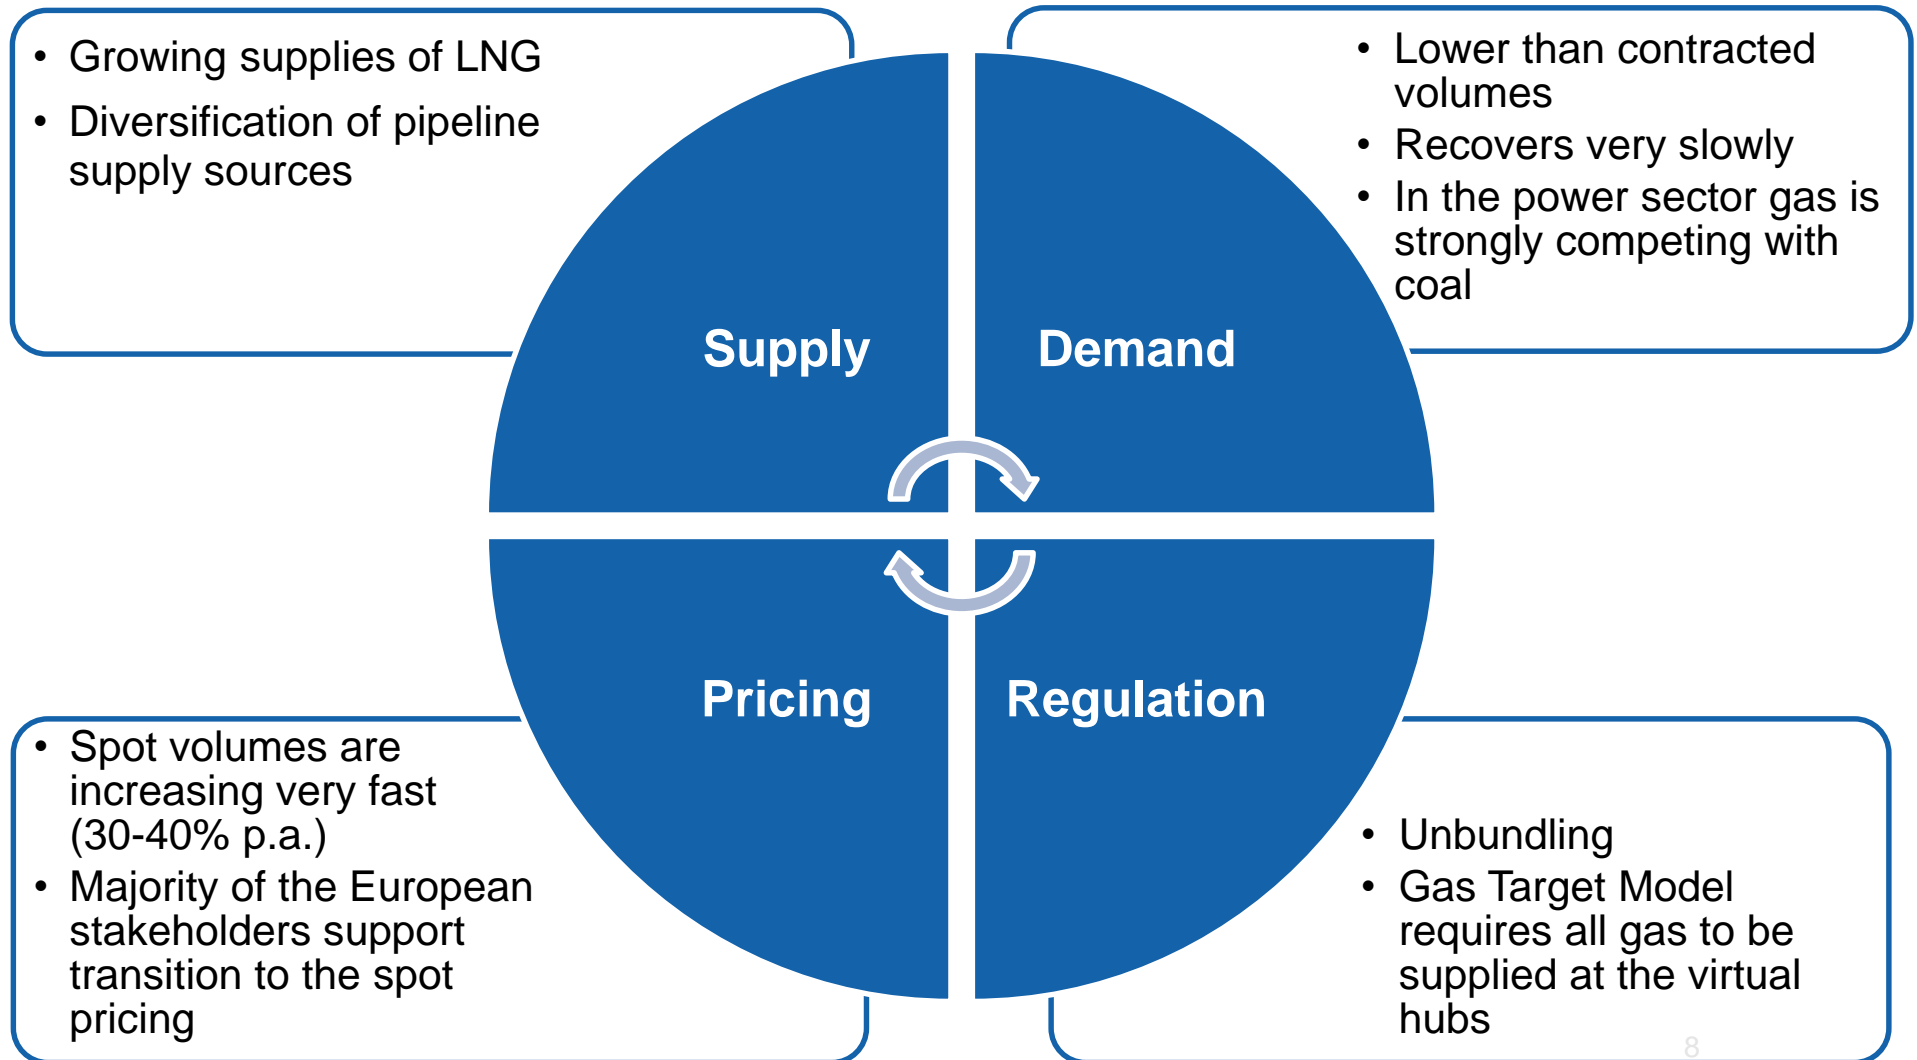 • Growing supplies of LNG
• Diversification of pipeline
supply sources
• Lower than contracted
volumes
• Recovers very slowly
• In the power sector gas is
strongly competing with
coal
Supply
Demand
Pricing
Regulation
• Spot volumes are
increasing very fast
(30-40% p.a.)
• Majority of the European
stakeholders support
transition to the spot
pricing
• Unbundling
• Gas Target Model
requires all gas to be
supplied at the virtual
hubs
8